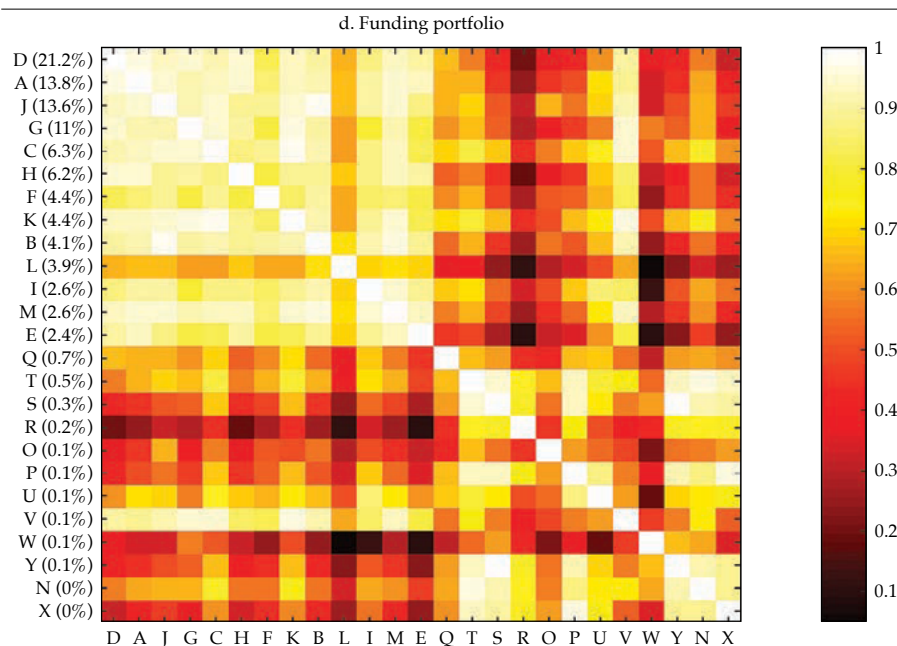 d. Funding portfolio
D (21.2%)
A (13.8%)
J (13.6%)
G (11%)
C (6.3%)
H (6.2%)
F (4.4%)
K (4.4%)
B (4.1%)
L (3.9%)
I (2.6%)
M (2.6%)
E (2.4%)
Q (0.7%)
T (0.5%)
S (0.3%)
R (0.2%)
O (0.1%)
P (0.1%)
U (0.1%)
V (0.1%)
W (0.1%)
Y (0.1%)
N (0%)
X (0%)
D A J G C H F K B L I M E Q T S R O P U V W Y N X
1
0.9
0.8
0.7
0.6
0.5
0.4
0.3
0.2
0.1